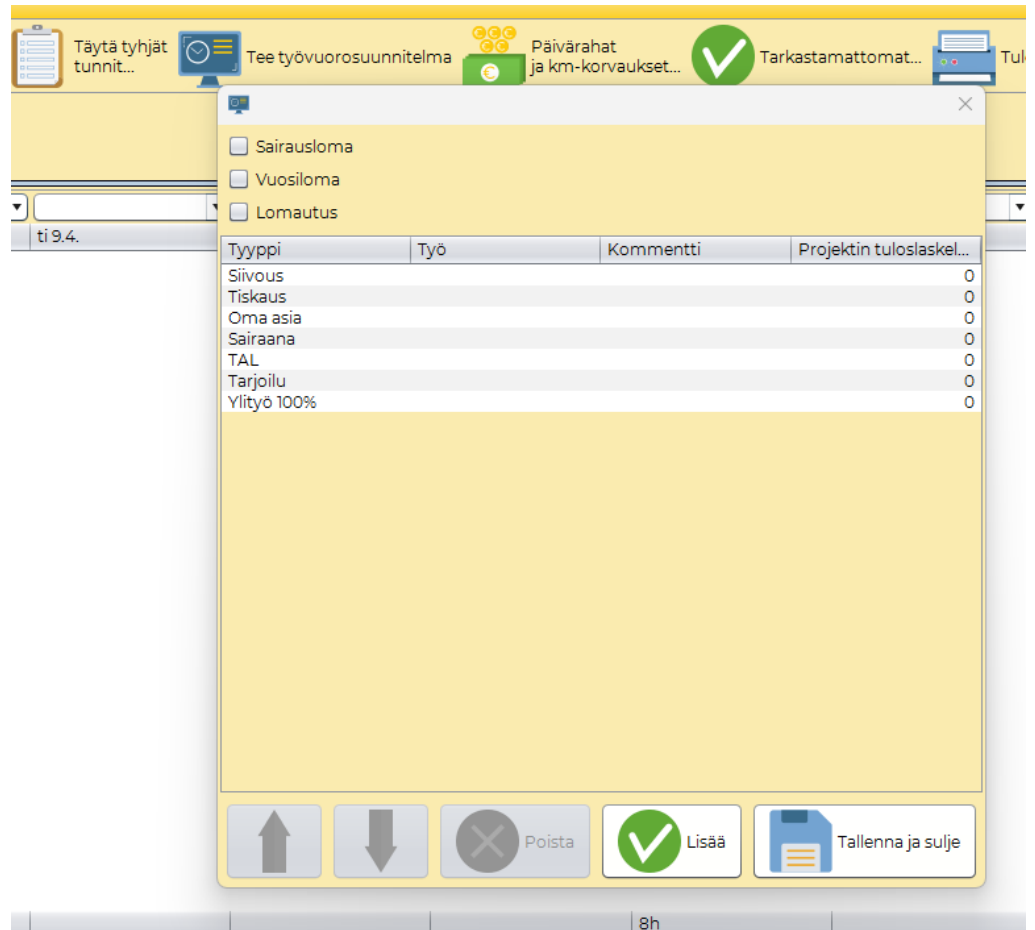 Täytä tyhjät
tunnit...
Tee työvuorosuunnitelma
Päivärahat
ja km-korvaukset...
Tarkastamattomat...
Sairausloma
Vuosiloma
Lomautus
ti 9.4.
Tyyppi Työ Kommentti Projektin tuloslaskel...
Siivous 0
Tiskaus 0
Oma asia 0
Sairaana 0
TAL 0
Tarjoilu 0
Ylityö 100% 0
Poista Lisää Tallenna ja sulje
8h